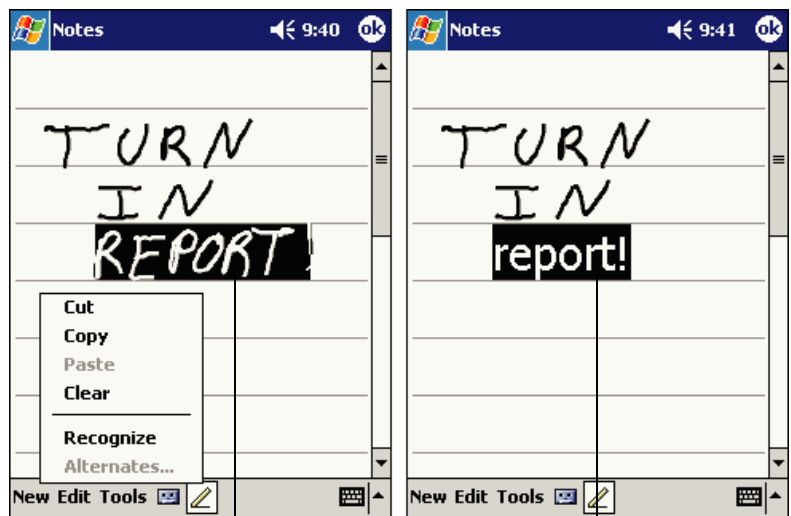 Notes 9:40 ok
TURN
IN
REPORT!
Cut
Copy
Paste
Clear
Recognize
Alternates...
New Edit Tools
Notes 9:41 ok
TURN
IN
report!
New Edit Tools